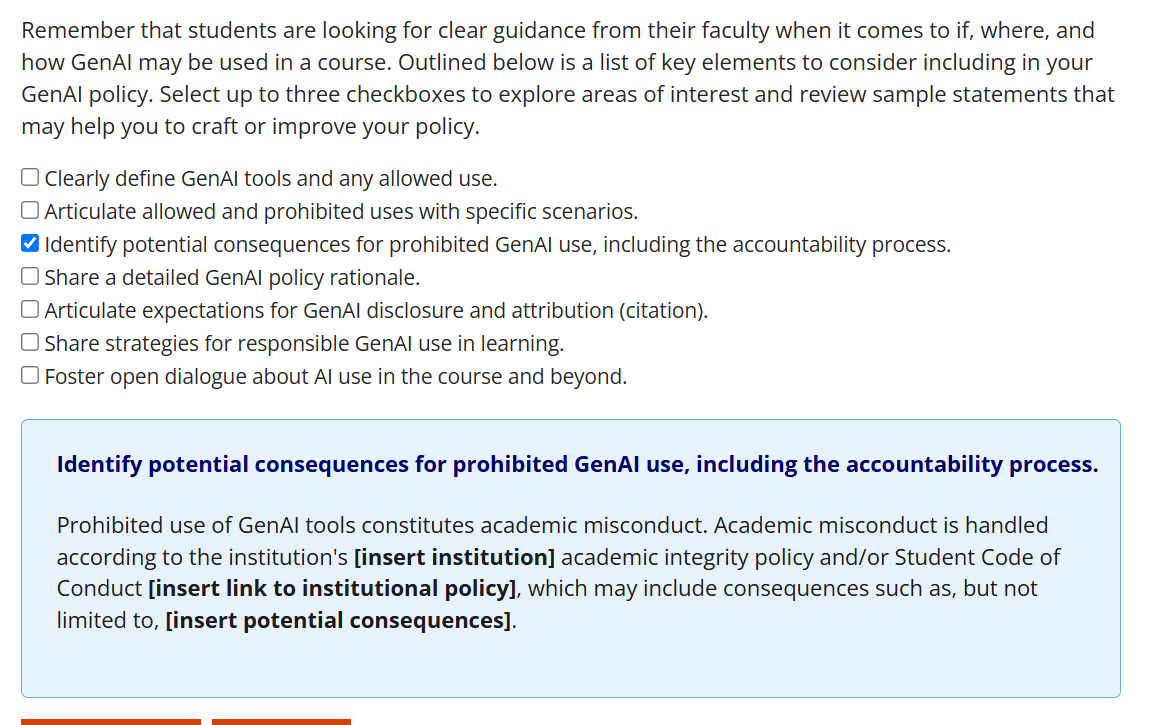 Remember that students are looking for clear guidance from their faculty when it comes to if, where, and
how GenAI may be used in a course. Outlined below is a list of key elements to consider including in your
GenAI policy. Select up to three checkboxes to explore areas of interest and review sample statements that
may help you to craft or improve your policy.
Clearly define GenAI tools and any allowed use.
Articulate allowed and prohibited uses with specific scenarios.
Identify potential consequences for prohibited GenAI use, including the accountability process.
Share a detailed GenAI policy rationale.
Articulate expectations for GenAI disclosure and attribution (citation).
Share strategies for responsible GenAI use in learning.
Foster open dialogue about AI use in the course and beyond.
Identify potential consequences for prohibited GenAI use, including the accountability process.
Prohibited use of GenAI tools constitutes academic misconduct. Academic misconduct is handled
according to the institution's [insert institution] academic integrity policy and/or Student Code of
Conduct [insert link to institutional policy], which may include consequences such as, but not
limited to, [insert potential consequences].